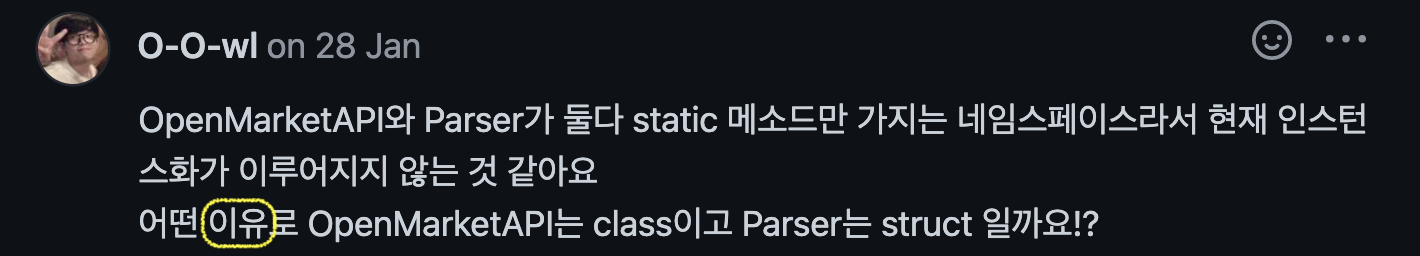 O-O-wl on 28 Jan
OpenMarketAPI와 Parser가 둘다 static 메소드만 가지는 네임스페이스라서 현재 인스턴
스화가 이루어지지 않는 것 같아요
어떤 이유로 OpenMarketAPI는 class이고 Parser는 struct 일까요!?